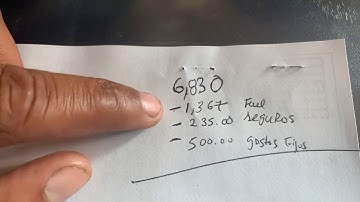 6,830
- 1,367 Fuel
- 235.00 seguros
- 500.00 gastos Fijos